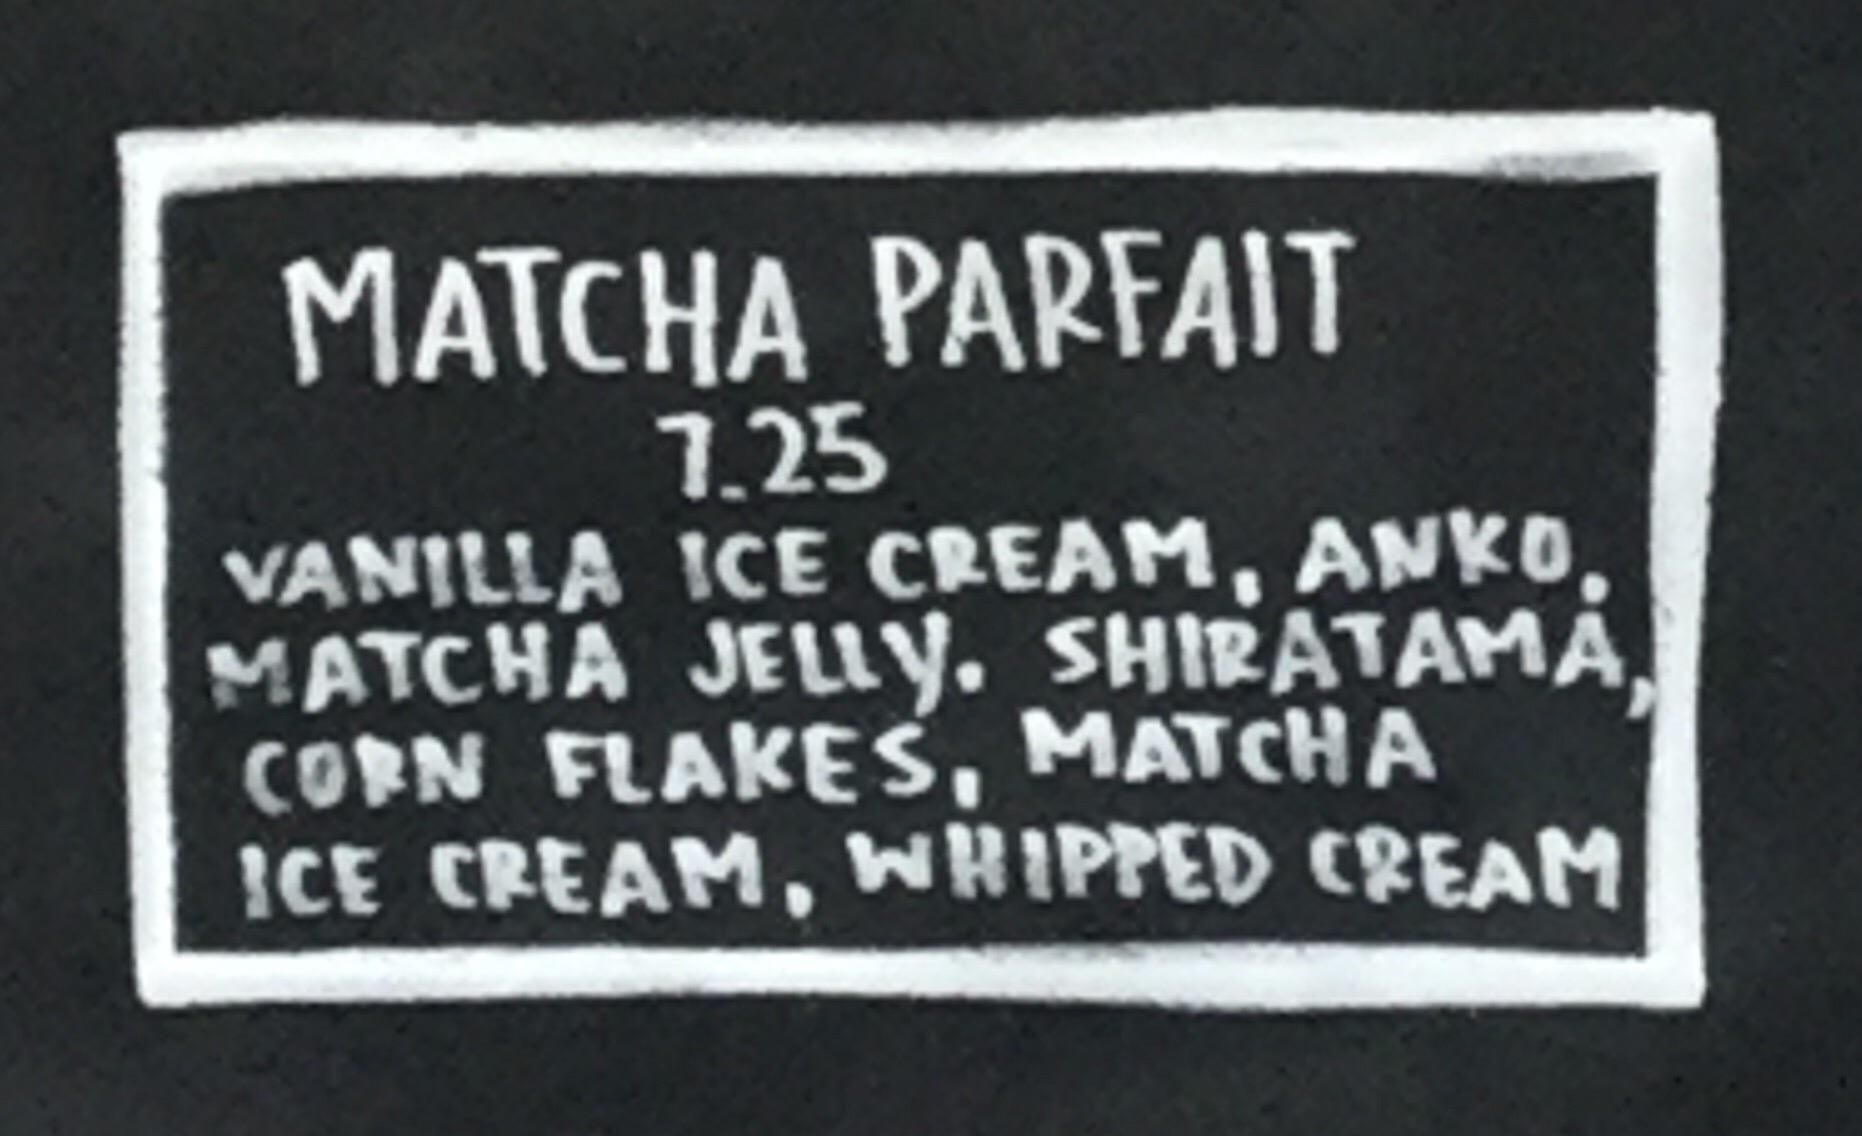 MATCHA PARFAIT
7.25
VANILLA ICE CREAM, ANKO,
MATCHA JELLY. SHIRATAMA,
CORN FLAKES, MATCHA
ICE CREAM, WHIPPED CREAM